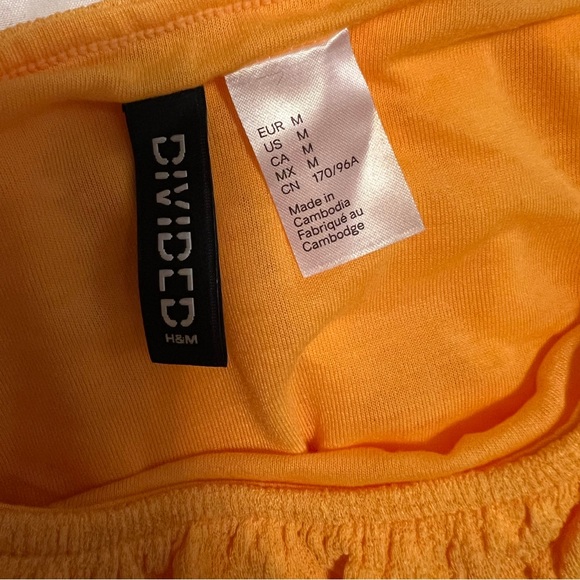 DIVIDED
H&M
EUR M
US M
CA M
MX M
CN 170/96A
Made in
Cambodia
Fabriqué au
Cambodge